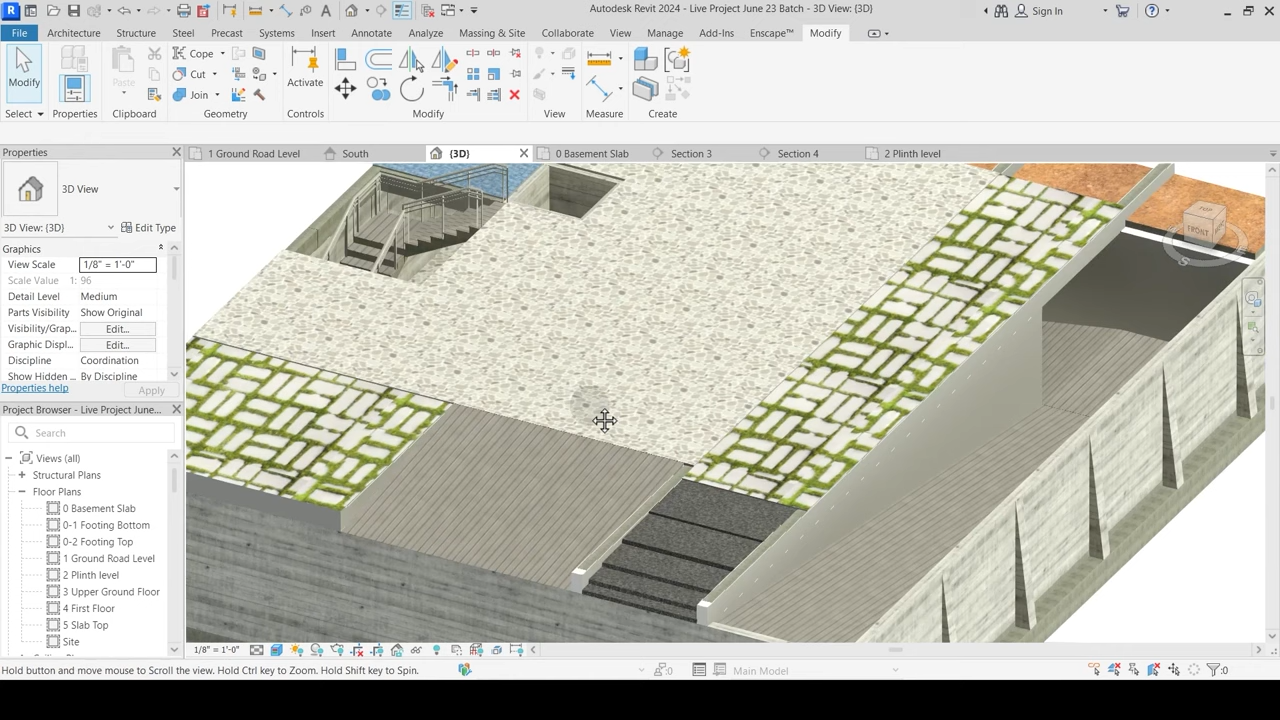 Autodesk Revit 2024 - Live Project June 23 Batch - 3D View: {3D}
Sign In
File Architecture Structure Steel Precast Systems Insert Annotate Analyze Massing & Site Collaborate View Manage Add-Ins Enscape™ Modify
Modify
Paste
Cope
Cut
Join
Activate
Select Properties Clipboard Geometry Controls Modify View Measure Create
Properties
1 Ground Road Level
South
{3D}
0 Basement Slab
Section 3
Section 4
2 Plinth level
3D View
3D View: {3D}
Edit Type
Graphics
View Scale 1/8" = 1'-0"
Scale Value 1: 96
Detail Level Medium
Parts Visibility Show Original
Visibility/Grap... Edit...
Graphic Displ... Edit...
Discipline Coordination
Show Hidden ... By Discipline
Properties help
Apply
Project Browser - Live Project June...
Search
Views (all)
Structural Plans
Floor Plans
0 Basement Slab
0-1 Footing Bottom
0-2 Footing Top
1 Ground Road Level
2 Plinth level
3 Upper Ground Floor
4 First Floor
5 Slab Top
Site
TOP
FRONT
S
1/8" = 1'-0"
Hold button and move mouse to Scroll the view. Hold Ctrl key to Zoom. Hold Shift key to Spin.
:0
Main Model
:0